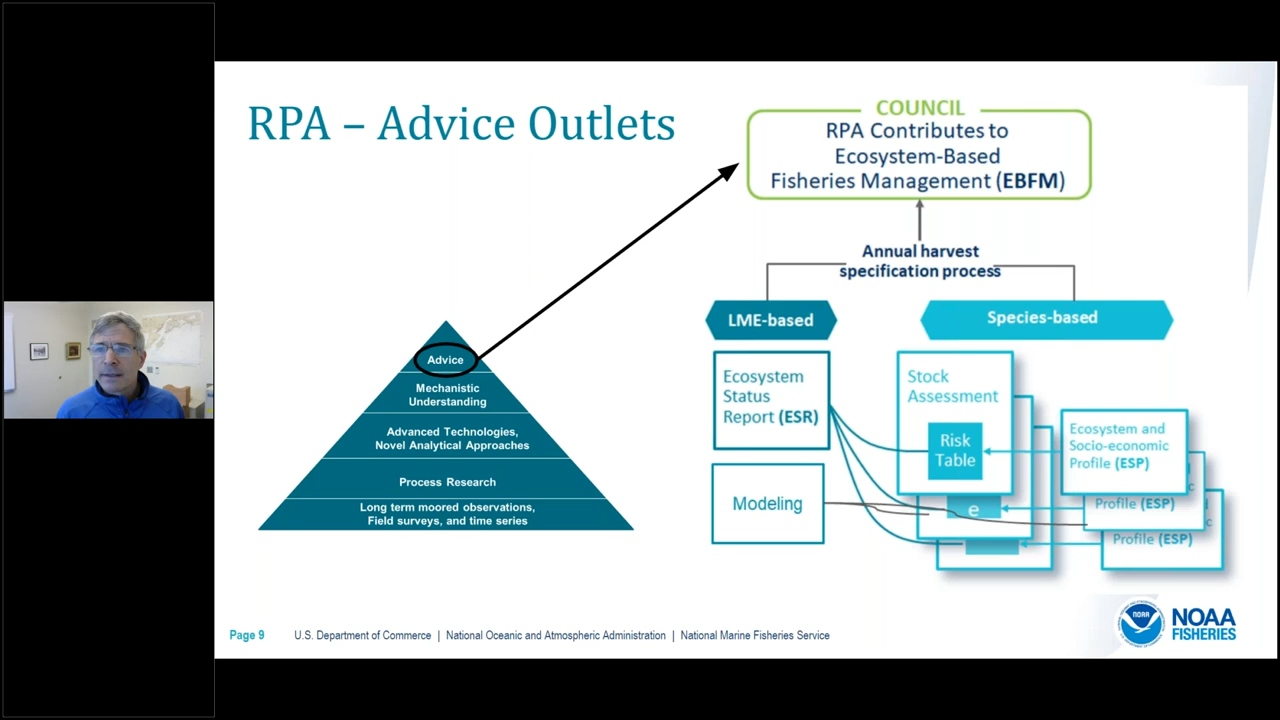 RPA – Advice Outlets
COUNCIL
RPA Contributes to
Ecosystem-Based
Fisheries Management (EBFM)
Annual harvest
specification process
LME-based
Species-based
Ecosystem
Status
Report (ESR)
Modeling
Stock
Assessment
Risk
Table
e
Ecosystem and
Socio-economic
Profile (ESP)
c
Profile (ESP)
Profile (ESP)
Advice
Mechanistic
Understanding
Advanced Technologies,
Novel Analytical Approaches
Process Research
Long term moored observations,
Field surveys, and time series
Page 9
U.S. Department of Commerce | National Oceanic and Atmospheric Administration | National Marine Fisheries Service
NOAA
NOAA
FISHERIES